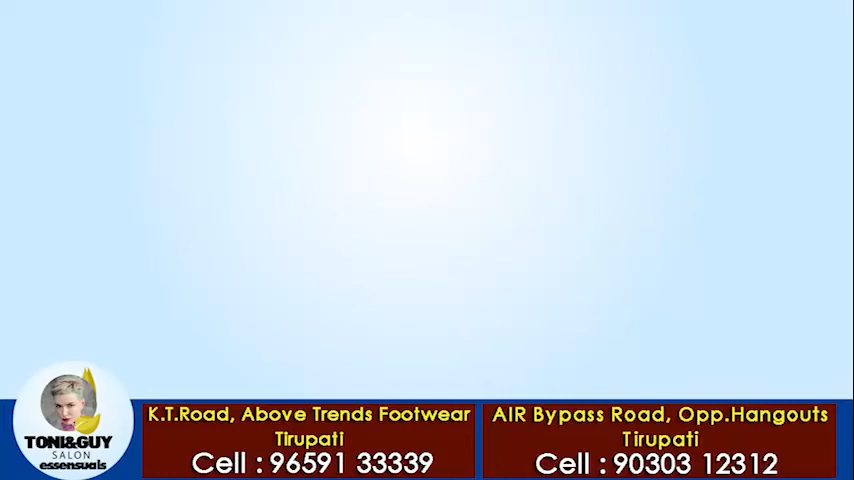 TONI&GUY
SALON
essensuals
K.T.Road, Above Trends Footwear
Tirupati
Cell : 96591 33339
AIR Bypass Road, Opp.Hangouts
Tirupati
Cell : 90303 12312